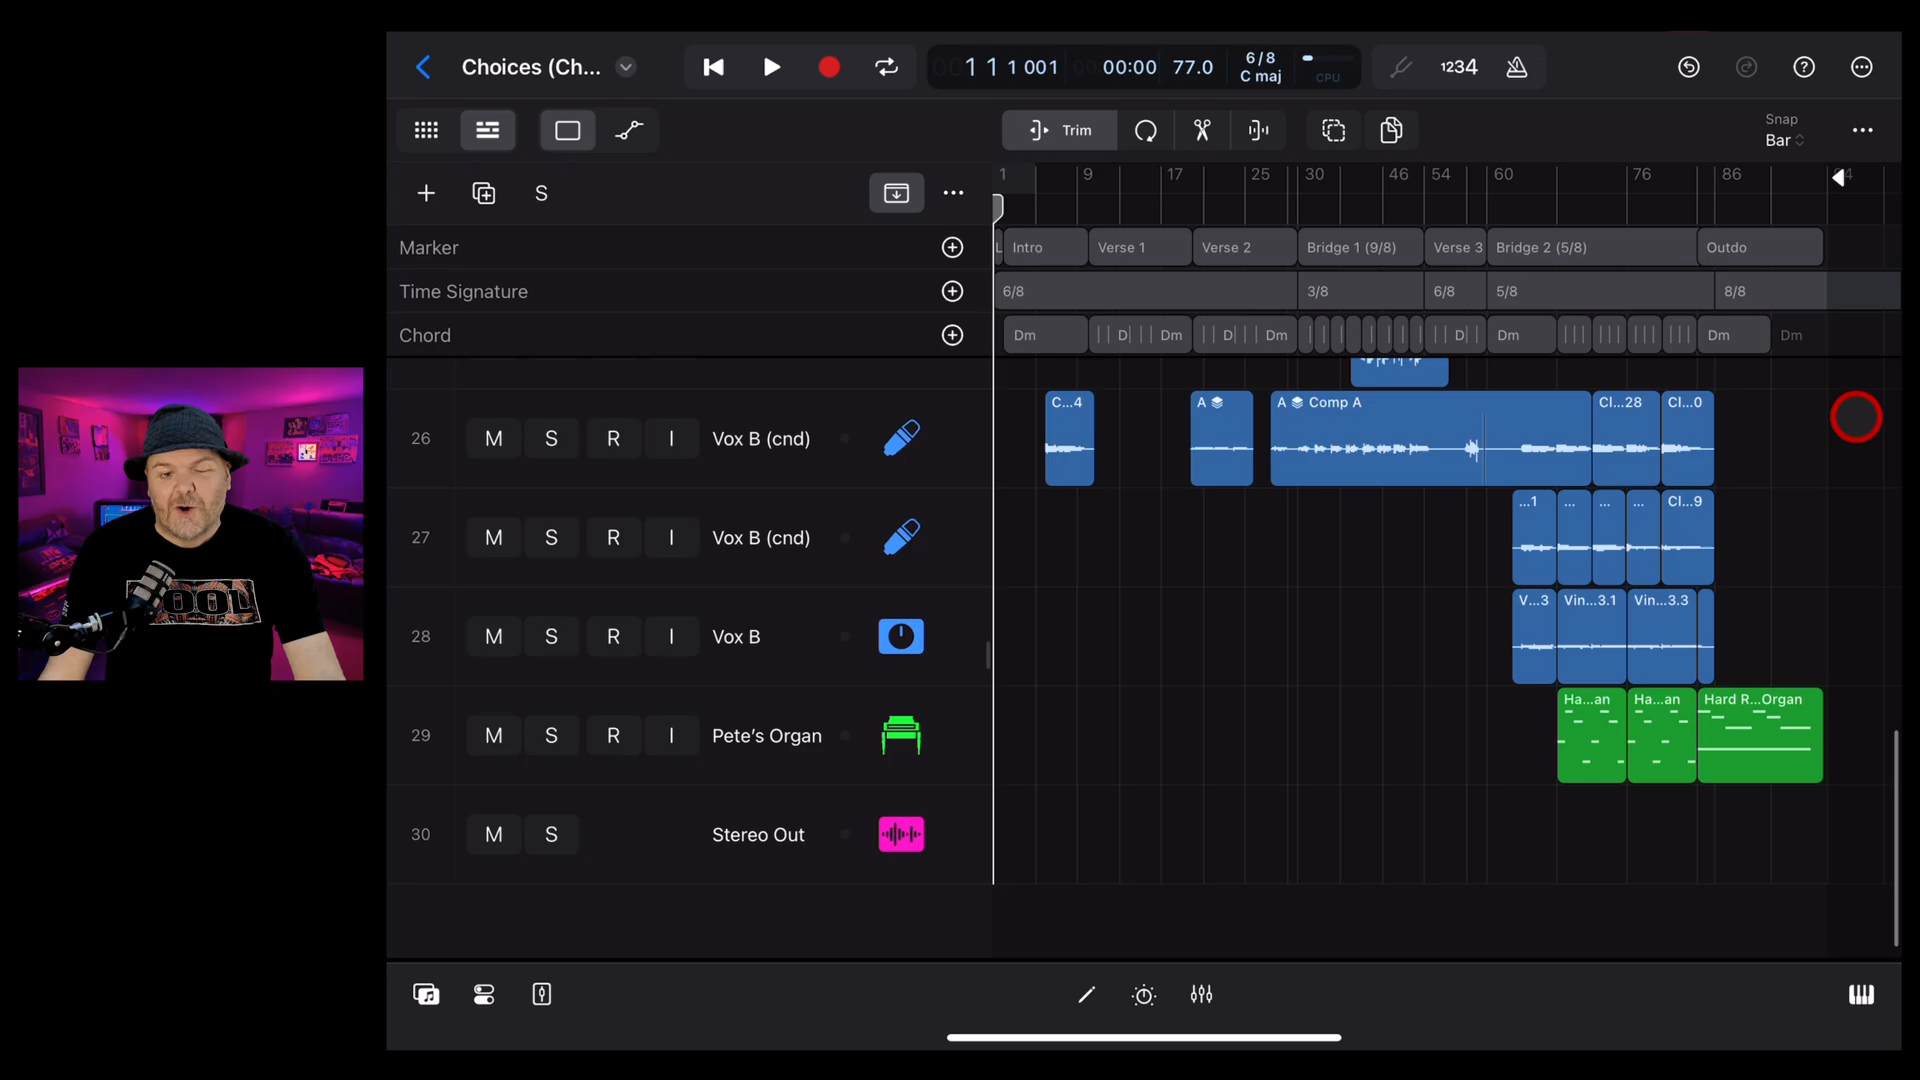 Choices (Ch...
1 1 1 001
00:00
77.0
6/8
C maj
CPU
1234
Trim
Snap
Bar
S
1
9
17
25
30
46
54
60
76
86
4
Marker
L
Intro
Verse 1
Verse 2
Bridge 1 (9/8)
Verse 3
Bridge 2 (5/8)
Outdo
Time Signature
6/8
3/8
6/8
5/8
8/8
Chord
Dm
D
Dm
D
Dm
D
Dm
Dm
Dm
26
M
S
R
I
Vox B (cnd)
C...4
A
A
Comp A
Cl...28
Cl...0
27
M
S
R
I
Vox B (cnd)
...1
...
...
...
Cl...9
28
M
S
R
I
Vox B
V...3
Vin...3.1
Vin...3.3
29
M
S
R
I
Pete's Organ
Ha...an
Ha...an
Hard R...Organ
30
M
S
Stereo Out